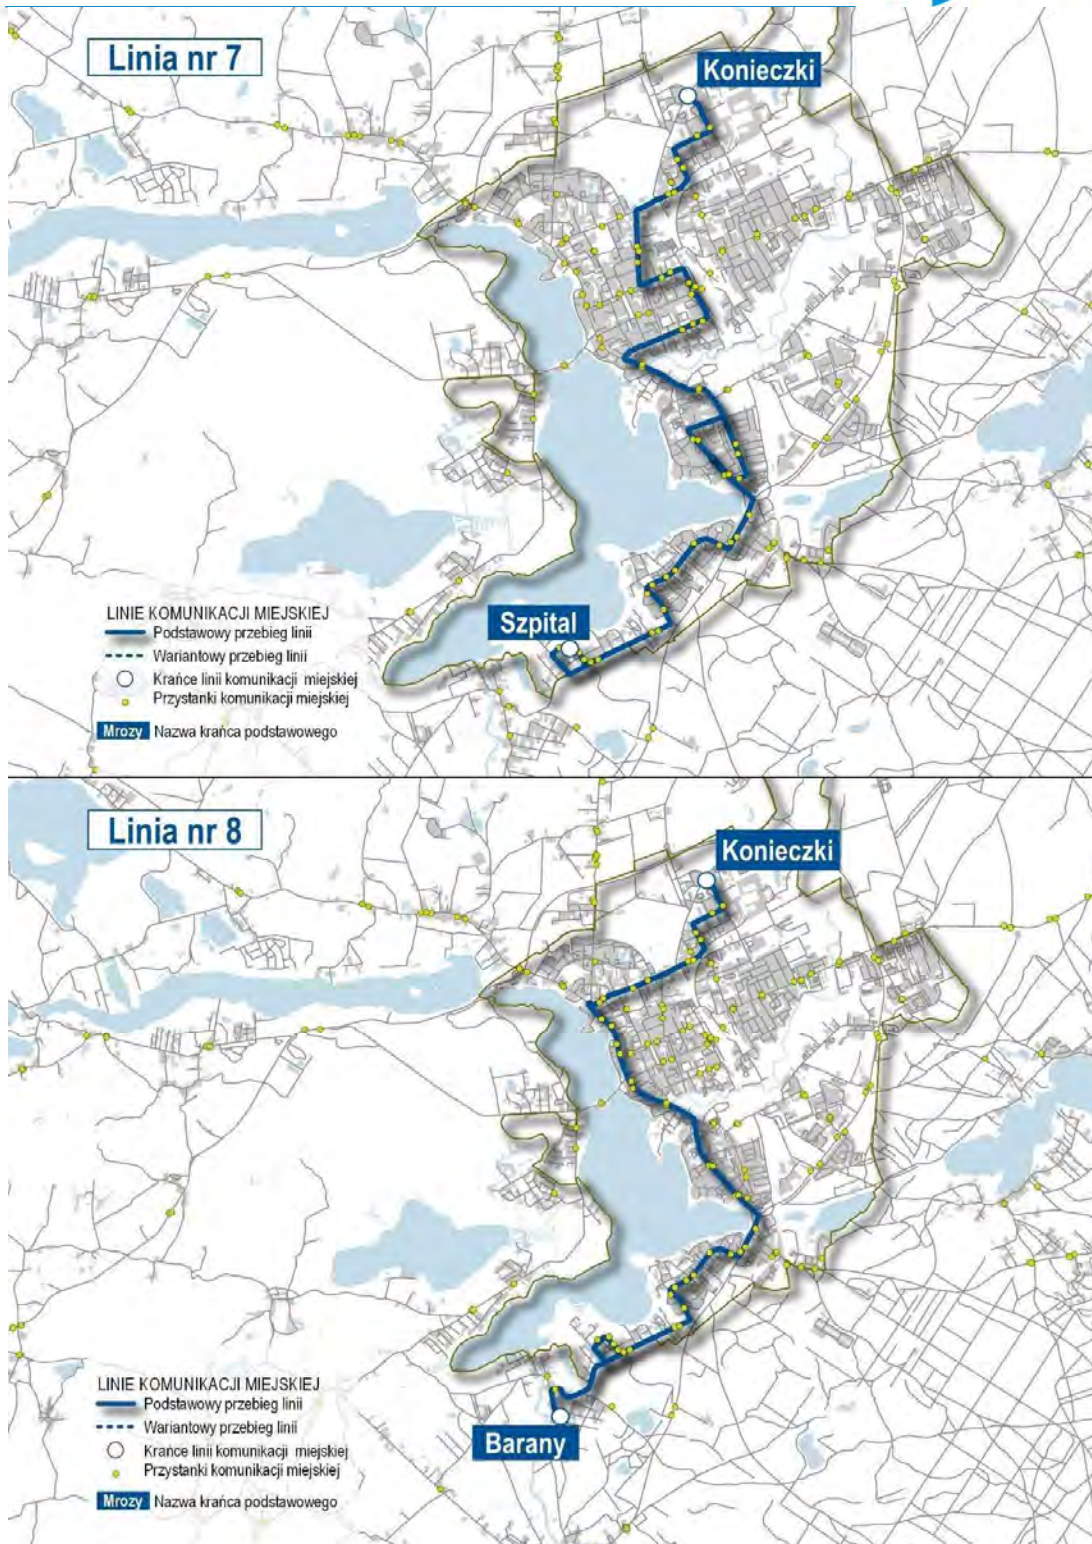 Linia nr 7
Konieczki
Szpital
LINIE KOMUNIKACJI MIEJSKIEJ
Podstawowy przebieg linii
Wariantowy przebieg linii
Krańce linii komunikacji miejskiej
Przystanki komunikacji miejskiej
Mrozy Nazwa krańca podstawowego
Linia nr 8
Konieczki
LINIE KOMUNIKACJI MIEJSKIEJ
Podstawowy przebieg linii
Wariantowy przebieg linii
Barany
Krańce linii komunikacji miejskiej
Przystanki komunikacji miejskiej
Mrozy Nazwa krańca podstawowego